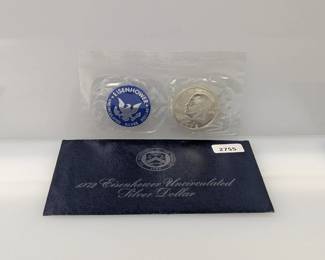 EISENHOWER
2755
1972 Eisenhower Uncirculated
Silver Dollar